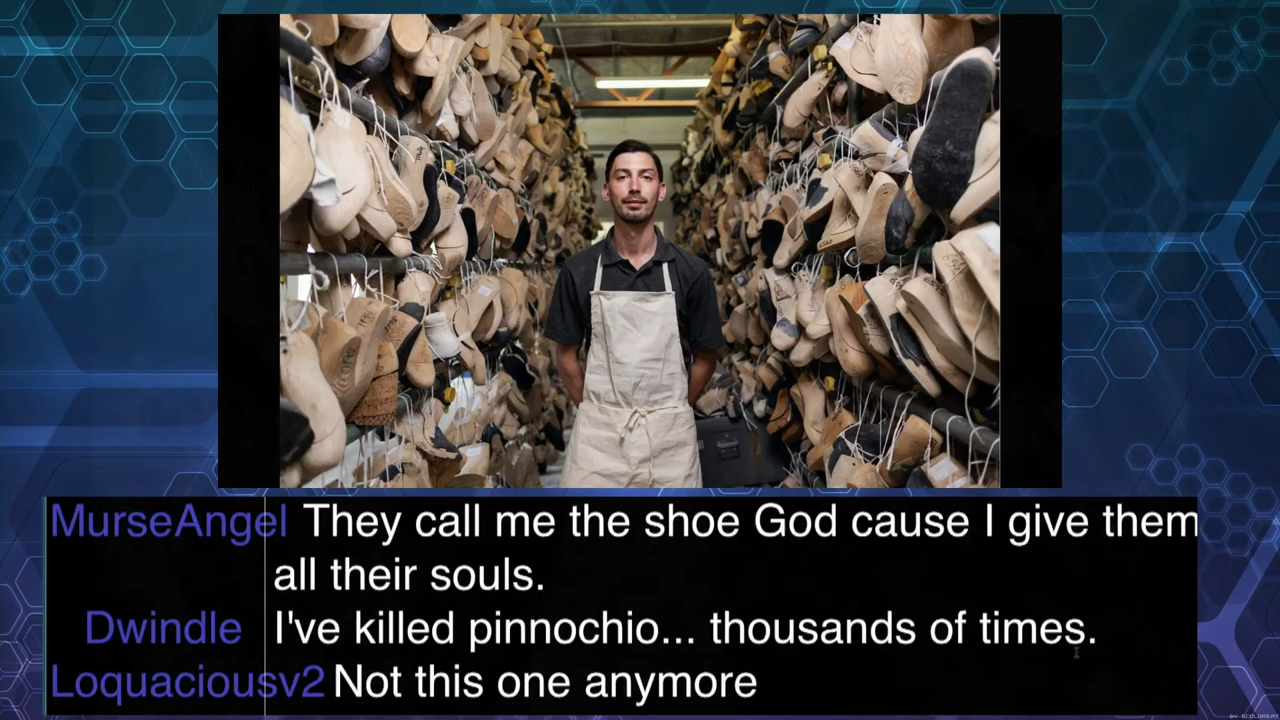 MurseAngel They call me the shoe God cause I give them
all their souls.
Dwindle I've killed pinnochio... thousands of times.
Loquaciousv2 Not this one anymore